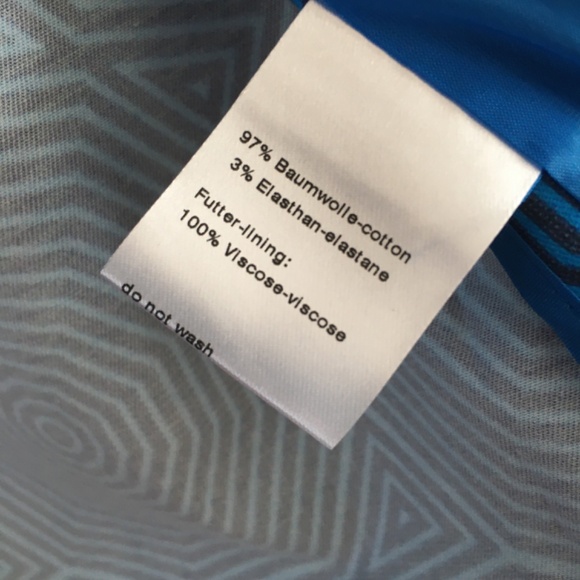 97% Baumwolle-cotton
3% Elasthan-elastane
Futter-lining:
100% Viscose-viscose
do not wash